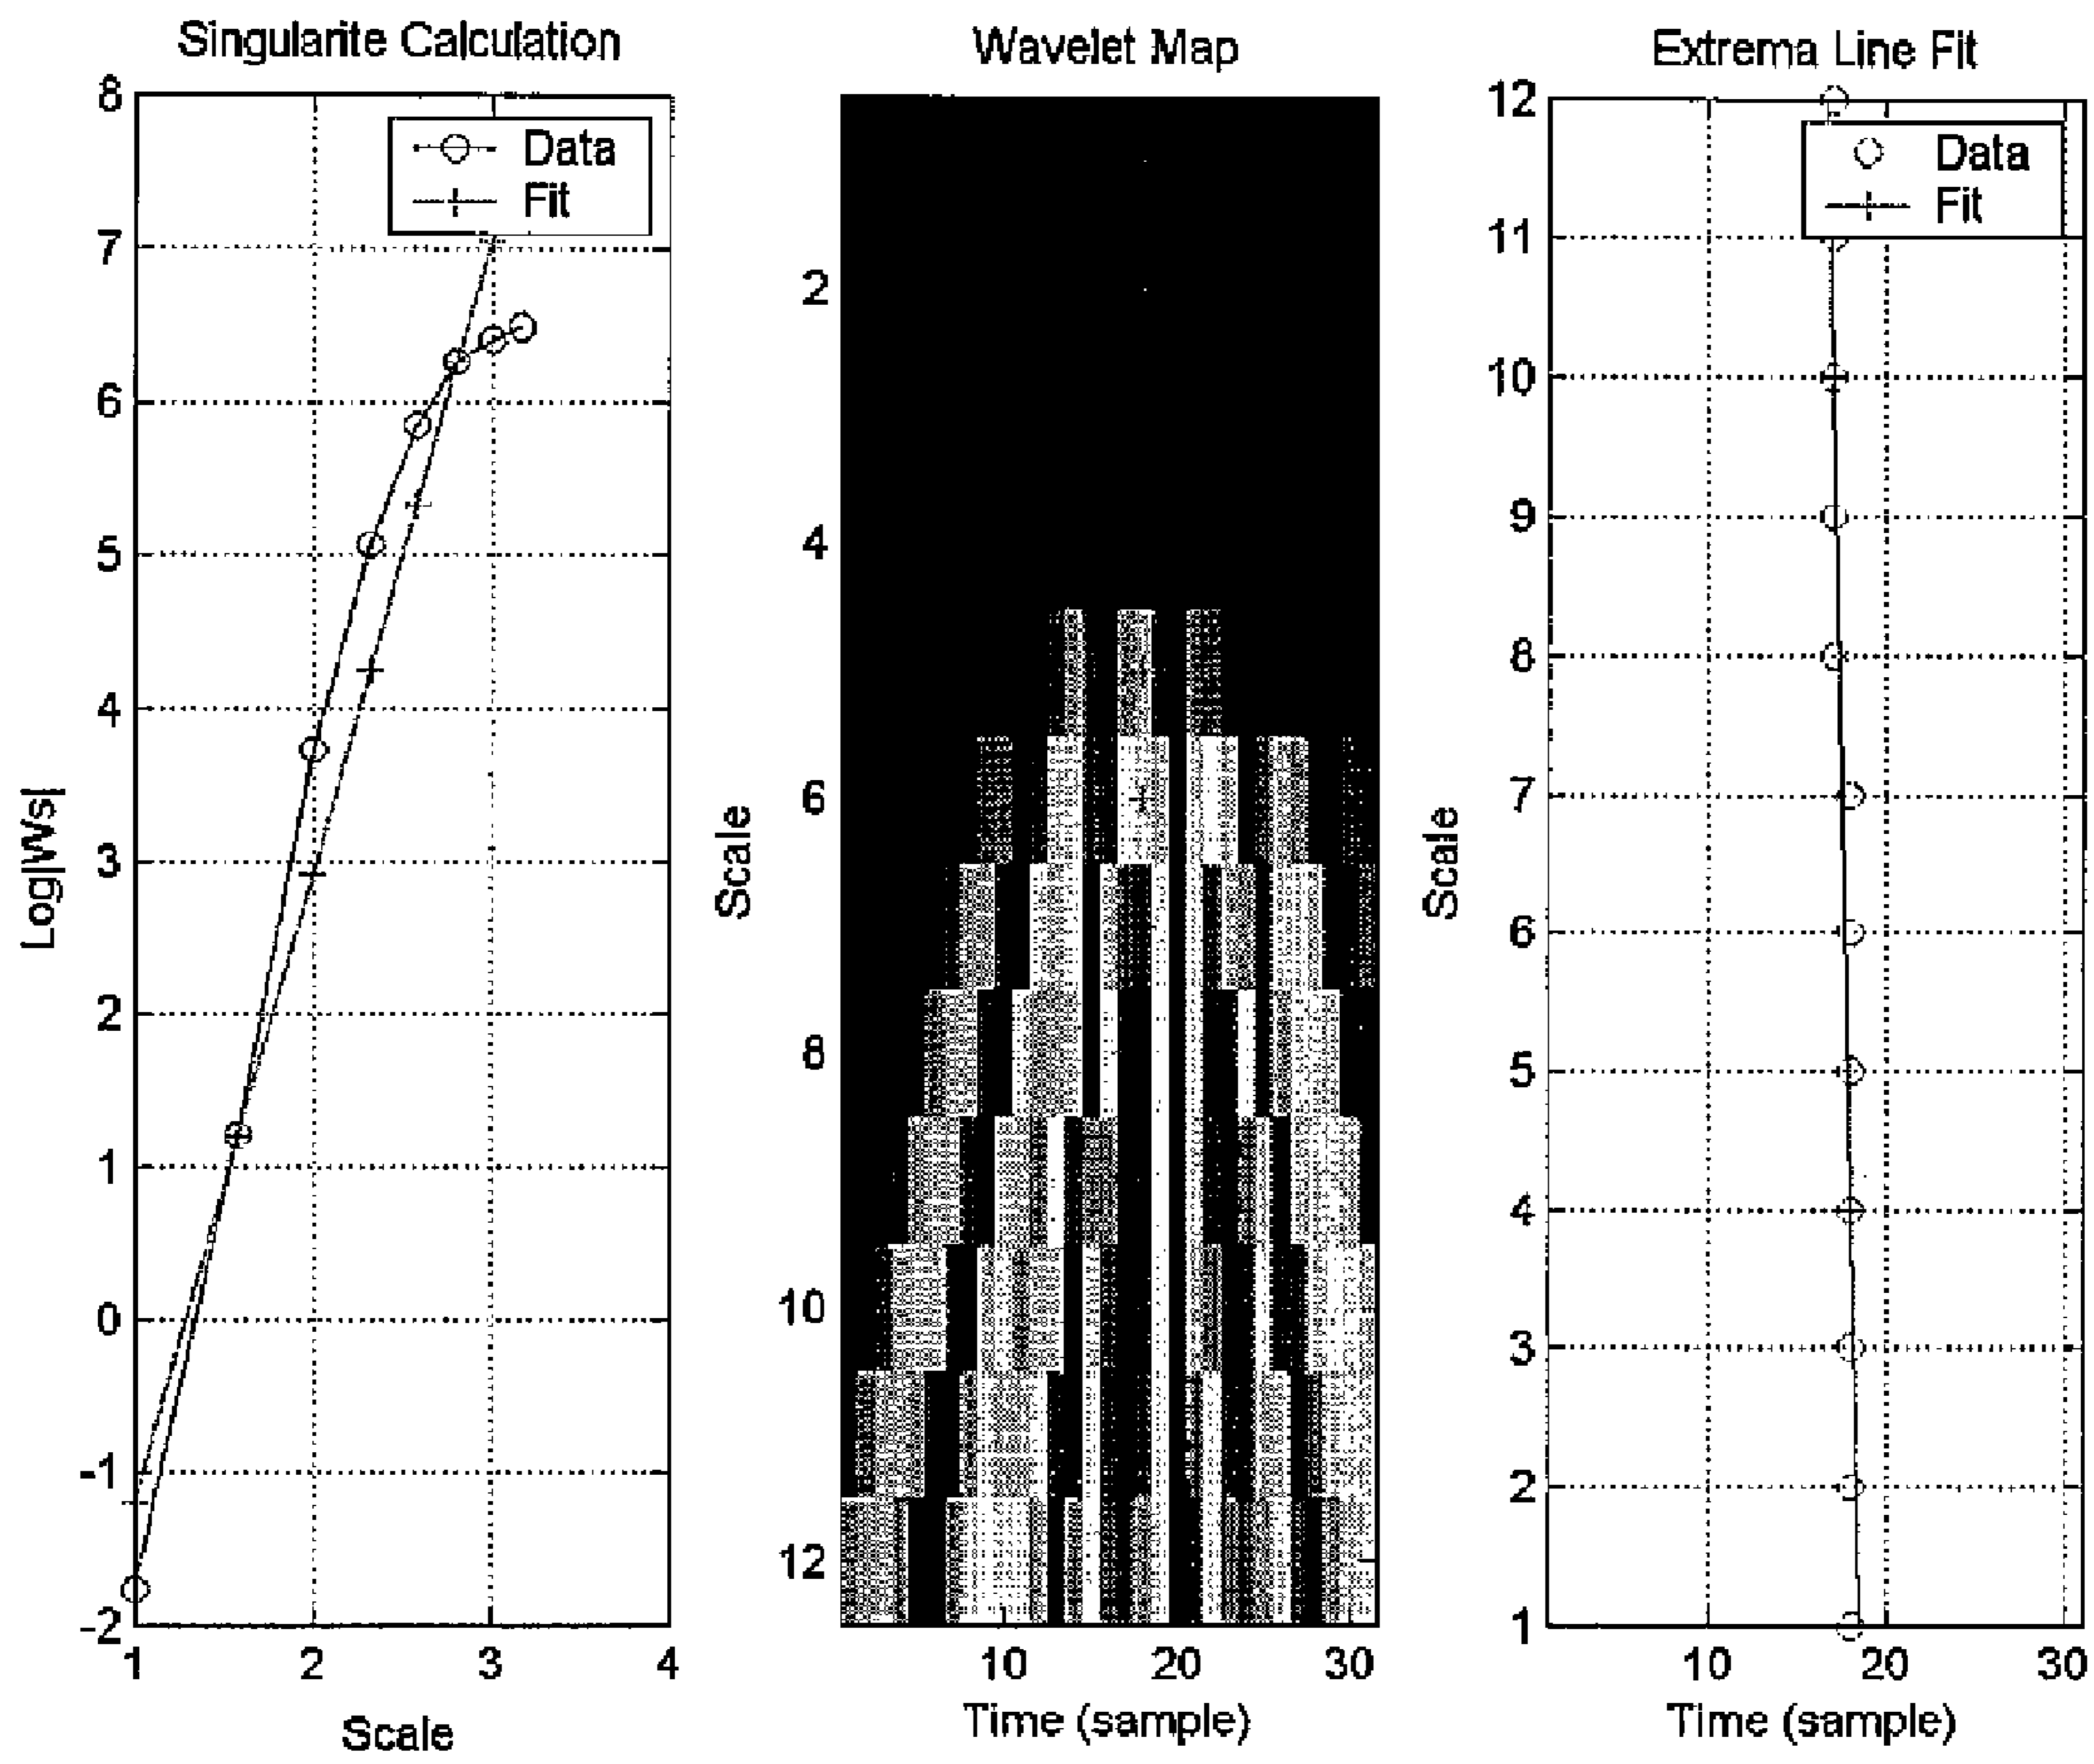 Singularite Calculation
8
7
6
5
4
3
2
1
0
-1
-2
1 2 3 4
Log|Ws|
Scale
Data
Fit
Wavelet Map
2
4
6
8
10
12
10 20 30
Scale
Time (sample)
Extrema Line Fit
12
11
10
9
8
7
6
5
4
3
2
1
10 20 30
Scale
Time (sample)
Data
Fit